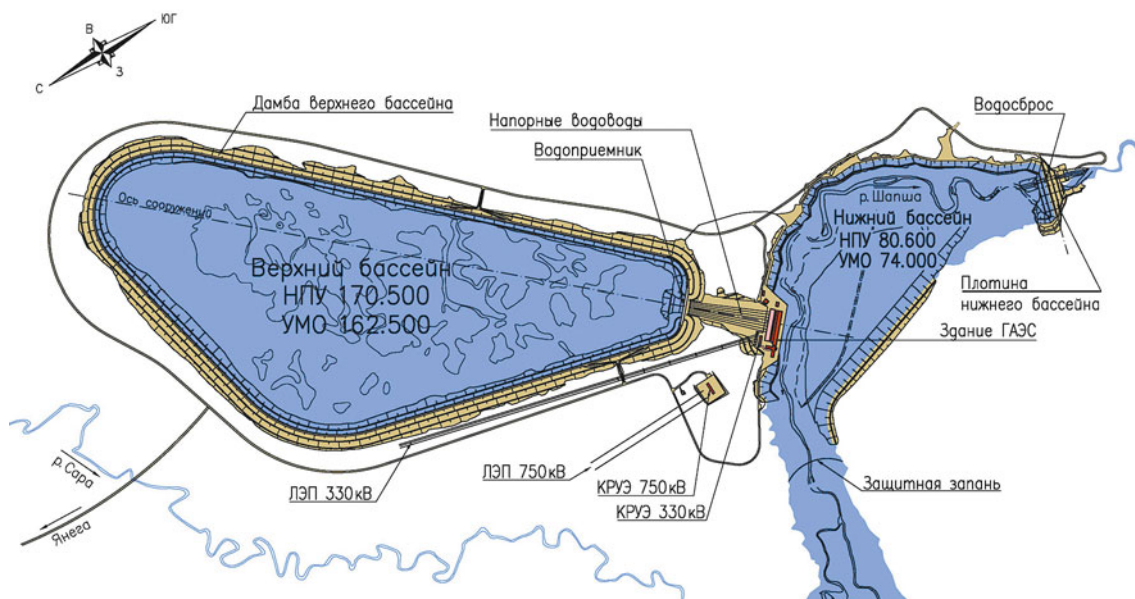 ЮГ
В
С
З
Дамба верхнего бассейна
Напорные водоводы
Водоприемник
Водосброс
Ось сооружений
р. Шапша
Нижний бассейн
НПУ 80.600
УМО 74.000
Верхний бассейн
НПУ 170.500
УМО 162.500
Плотина
нижнего бассейна
Здание ГАЭС
р. Сара
Янега
ЛЭП 330кВ
ЛЭП 750кВ
КРУЭ 750кВ
КРУЭ 330кВ
Защитная запань